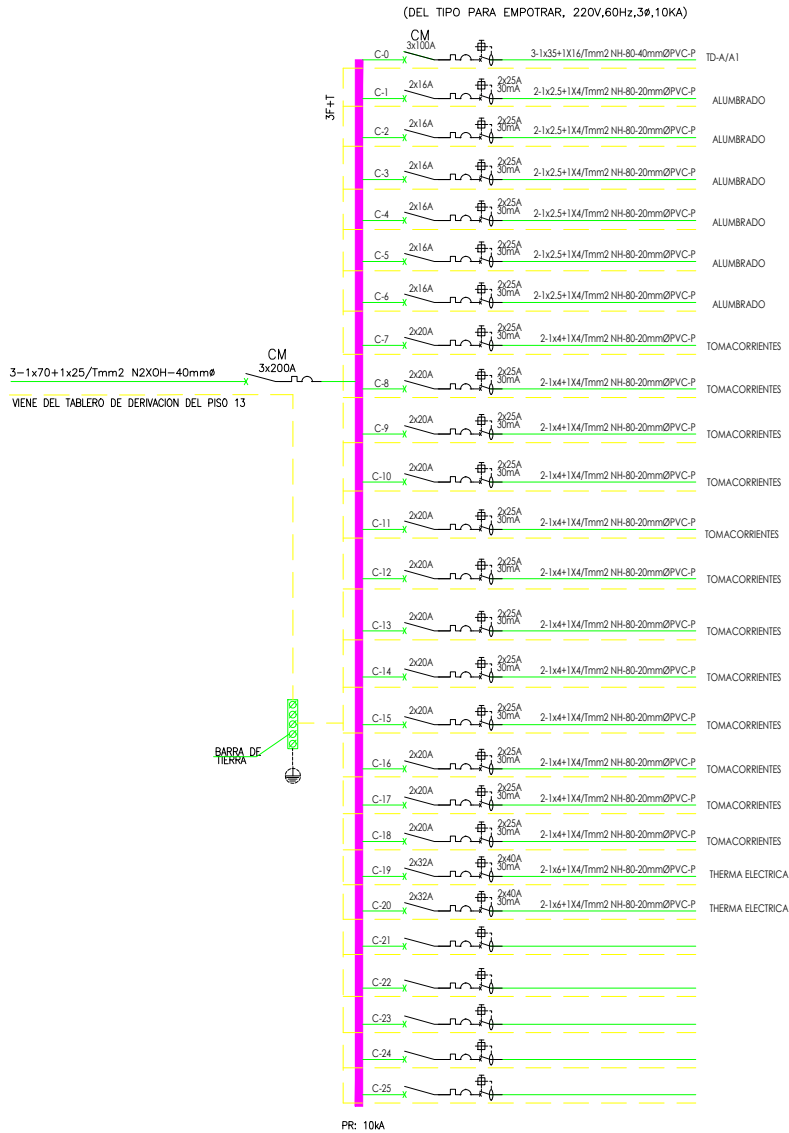 (DEL TIPO PARA EMPOTRAR, 220V,60Hz,3ø,10KA)
CM
3x100A
C-0
3-1x35+1X16/Tmm2 NH-80-40mmØPVC-P
TD-A/A1
3F+T
C-1 2x16A 2x25A 30mA 2-1x2.5+1X4/Tmm2 NH-80-20mmØPVC-P ALUMBRADO
C-2 2x16A 2x25A 30mA 2-1x2.5+1X4/Tmm2 NH-80-20mmØPVC-P ALUMBRADO
C-3 2x16A 2x25A 30mA 2-1x2.5+1X4/Tmm2 NH-80-20mmØPVC-P ALUMBRADO
C-4 2x16A 2x25A 30mA 2-1x2.5+1X4/Tmm2 NH-80-20mmØPVC-P ALUMBRADO
C-5 2x16A 2x25A 30mA 2-1x2.5+1X4/Tmm2 NH-80-20mmØPVC-P ALUMBRADO
C-6 2x16A 2x25A 30mA 2-1x2.5+1X4/Tmm2 NH-80-20mmØPVC-P ALUMBRADO
C-7 2x20A 2x25A 30mA 2-1x4+1X4/Tmm2 NH-80-20mmØPVC-P TOMACORRIENTES
CM
3x200A
3-1x70+1x25/Tmm2 N2XOH-40mmø
VIENE DEL TABLERO DE DERIVACION DEL PISO 13
C-8 2x20A 2x25A 30mA 2-1x4+1X4/Tmm2 NH-80-20mmØPVC-P TOMACORRIENTES
C-9 2x20A 2x25A 30mA 2-1x4+1X4/Tmm2 NH-80-20mmØPVC-P TOMACORRIENTES
C-10 2x20A 2x25A 30mA 2-1x4+1X4/Tmm2 NH-80-20mmØPVC-P TOMACORRIENTES
C-11 2x20A 2x25A 30mA 2-1x4+1X4/Tmm2 NH-80-20mmØPVC-P TOMACORRIENTES
C-12 2x20A 2x25A 30mA 2-1x4+1X4/Tmm2 NH-80-20mmØPVC-P TOMACORRIENTES
C-13 2x20A 2x25A 30mA 2-1x4+1X4/Tmm2 NH-80-20mmØPVC-P TOMACORRIENTES
C-14 2x20A 2x25A 30mA 2-1x4+1X4/Tmm2 NH-80-20mmØPVC-P TOMACORRIENTES
C-15 2x20A 2x25A 30mA 2-1x4+1X4/Tmm2 NH-80-20mmØPVC-P TOMACORRIENTES
BARRA DE
TIERRA
C-16 2x20A 2x25A 30mA 2-1x4+1X4/Tmm2 NH-80-20mmØPVC-P TOMACORRIENTES
C-17 2x20A 2x25A 30mA 2-1x4+1X4/Tmm2 NH-80-20mmØPVC-P TOMACORRIENTES
C-18 2x20A 2x25A 30mA 2-1x4+1X4/Tmm2 NH-80-20mmØPVC-P TOMACORRIENTES
C-19 2x32A 2x40A 30mA 2-1x6+1X4/Tmm2 NH-80-20mmØPVC-P THERMA ELECTRICA
C-20 2x32A 2x40A 30mA 2-1x6+1X4/Tmm2 NH-80-20mmØPVC-P THERMA ELECTRICA
C-21
C-22
C-23
C-24
C-25
PR: 10kA